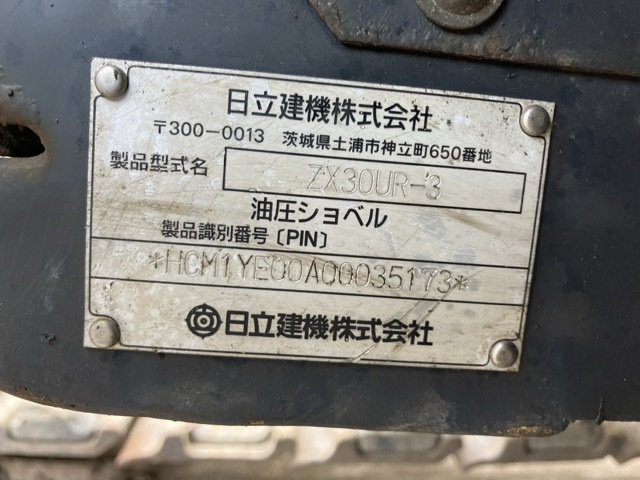 日立建機株式会社
〒300-0013 茨城県土浦市神立町650番地
製品型式名 ZX30UR-3
油圧ショベル
製品識別番号〔PIN〕
*HCM1YE00A00035173*
日立建機株式会社